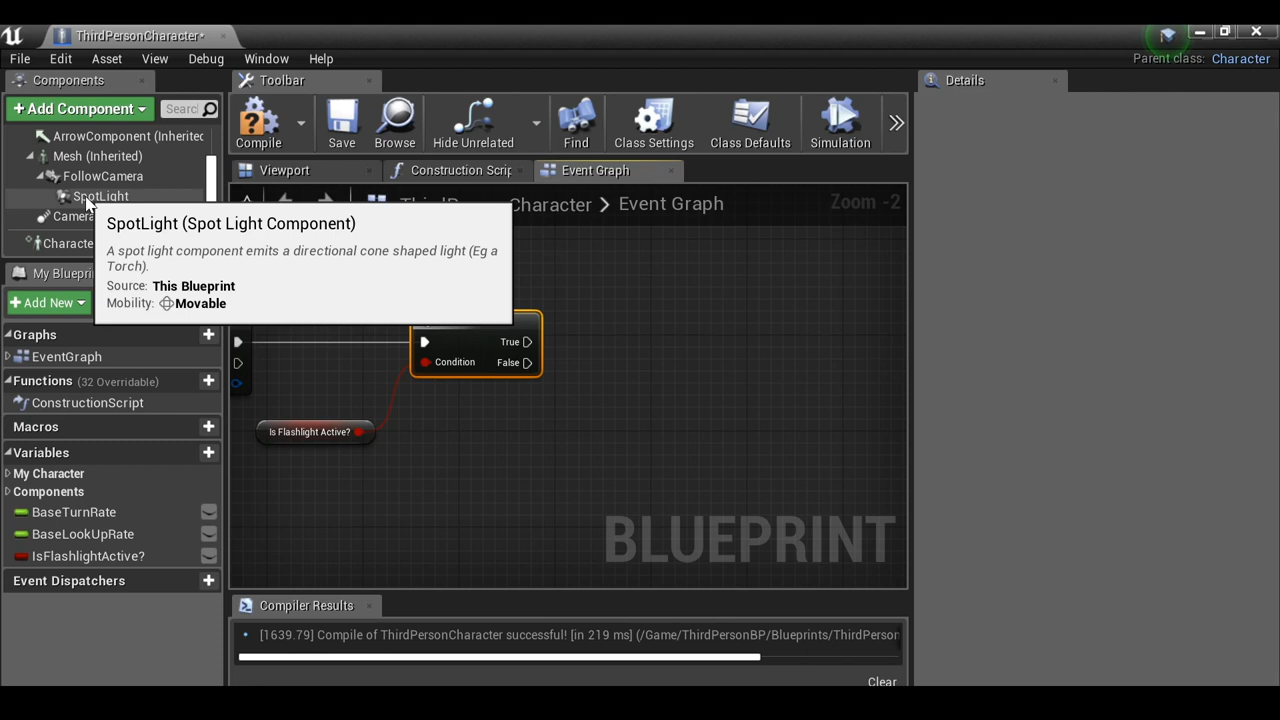 ThirdPersonCharacter*
File Edit Asset View Window Help
Parent class: Character
Components
Toolbar
Details
+ Add Component
Searc
Compile
Save
Browse
Hide Unrelated
Find
Class Settings
Class Defaults
Simulation
ArrowComponent (Inheritec
Mesh (Inherited)
FollowCamera
SpotLight
Camera
Characte
Viewport
Construction Scrip
Event Graph
Character > Event Graph
Zoom -2
SpotLight (Spot Light Component)
A spot light component emits a directional cone shaped light (Eg a
Torch).
Source: This Blueprint
Mobility: Movable
My Blueprin
+ Add New
Graphs
EventGraph
Functions (32 Overridable)
ConstructionScript
Macros
Variables
My Character
Components
BaseTurnRate
BaseLookUpRate
IsFlashlightActive?
Event Dispatchers
True
Condition
False
Is Flashlight Active?
BLUEPRINT
Compiler Results
[1639.79] Compile of ThirdPersonCharacter successful! [in 219 ms] (/Game/ThirdPersonBP/Blueprints/ThirdPerson
Clear